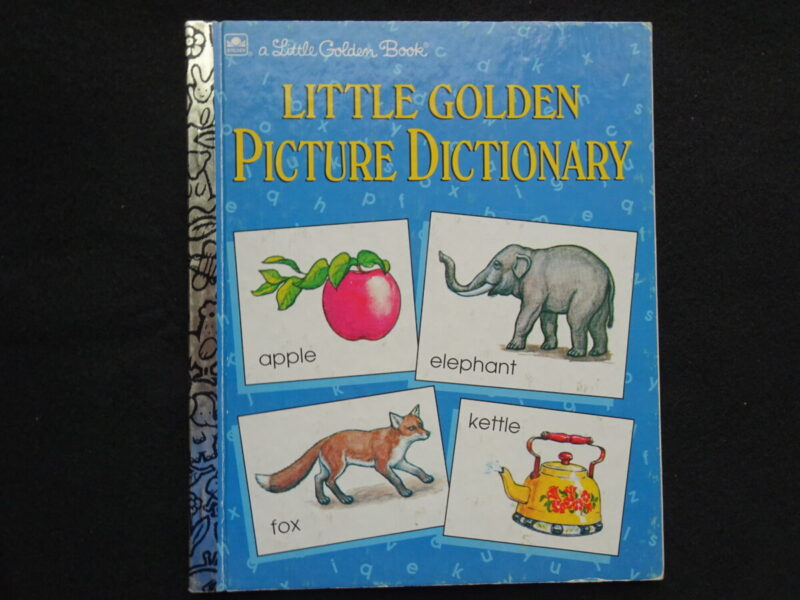 a Little Golden Book®
LITTLE GOLDEN
PICTURE DICTIONARY
apple
elephant
fox
kettle